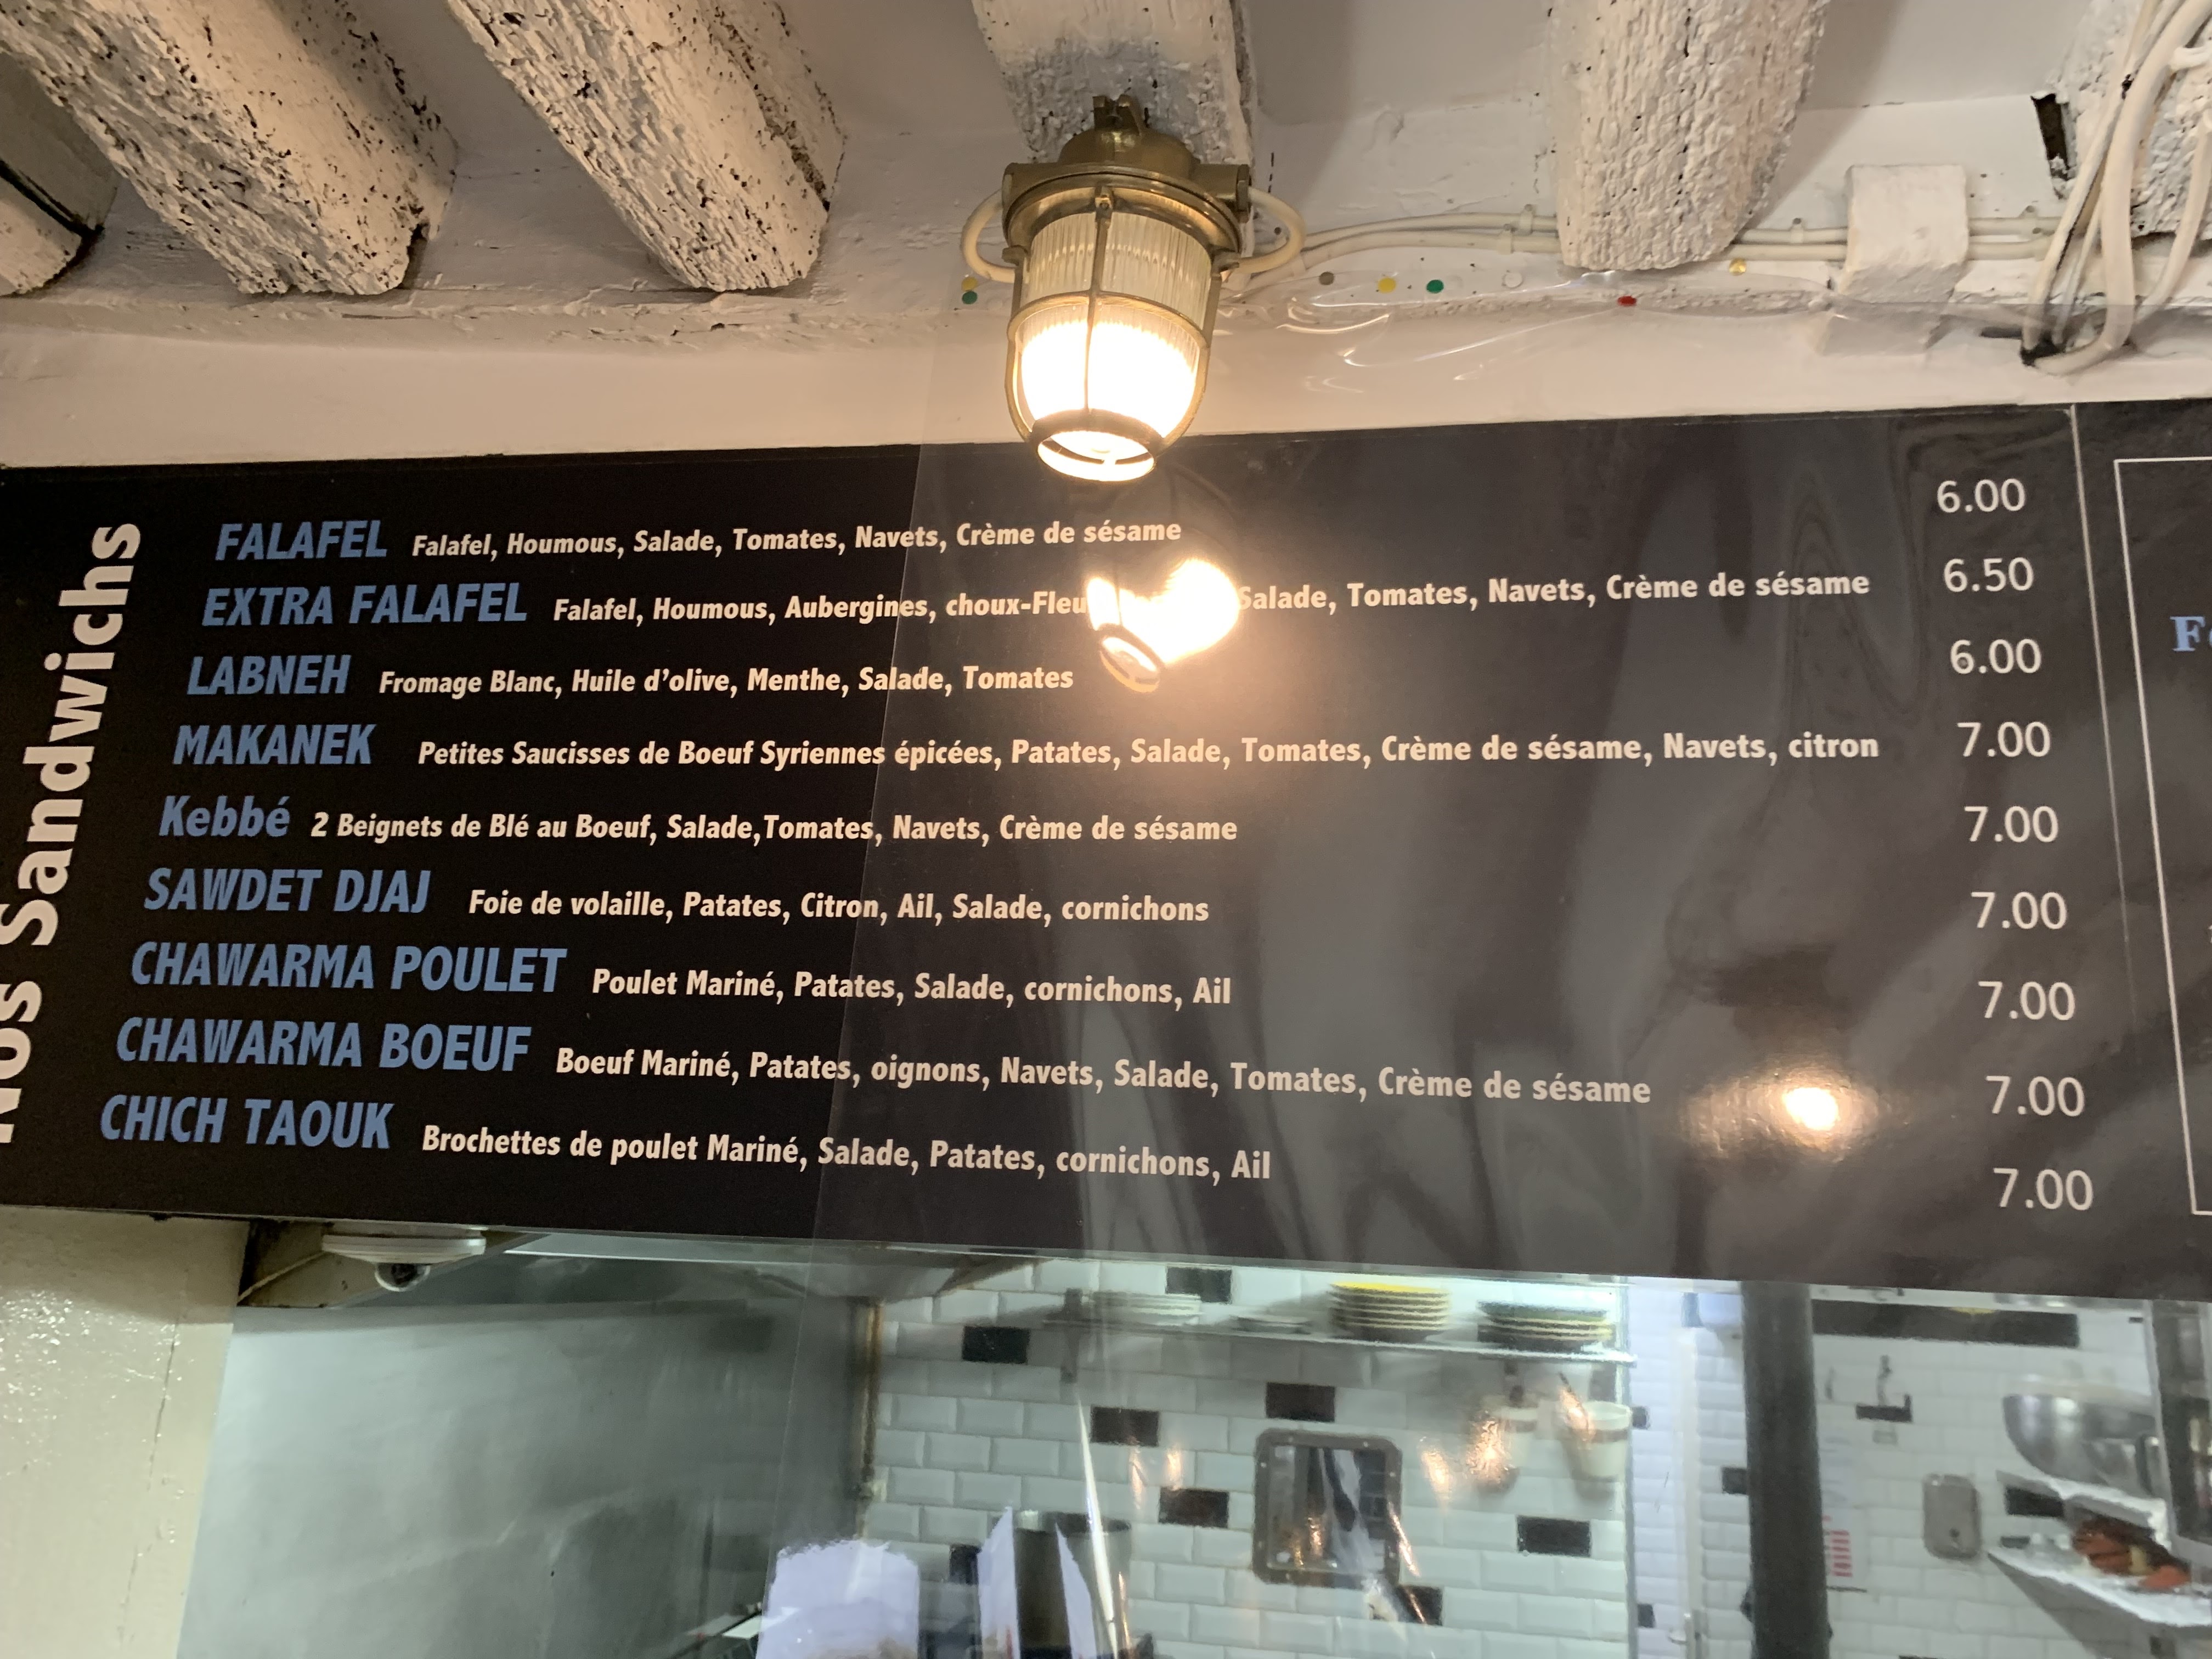 Nos Sandwichs
FALAFEL Falafel, Houmous, Salade, Tomates, Navets, Crème de sésame 6.00
EXTRA FALAFEL Falafel, Houmous, Aubergines, choux-Fleu Salade, Tomates, Navets, Crème de sésame 6.50
LABNEH Fromage Blanc, Huile d'olive, Menthe, Salade, Tomates 6.00
MAKANEK Petites Saucisses de Boeuf Syriennes épicées, Patates, Salade, Tomates, Crème de sésame, Navets, citron 7.00
Kebbé 2 Beignets de Blé au Boeuf, Salade,Tomates, Navets, Crème de sésame 7.00
SAWDET DJAJ Foie de volaille, Patates, Citron, Ail, Salade, cornichons 7.00
CHAWARMA POULET Poulet Mariné, Patates, Salade, cornichons, Ail 7.00
CHAWARMA BOEUF Boeuf Mariné, Patates, oignons, Navets, Salade, Tomates, Crème de sésame 7.00
CHICH TAOUK Brochettes de poulet Mariné, Salade, Patates, cornichons, Ail 7.00